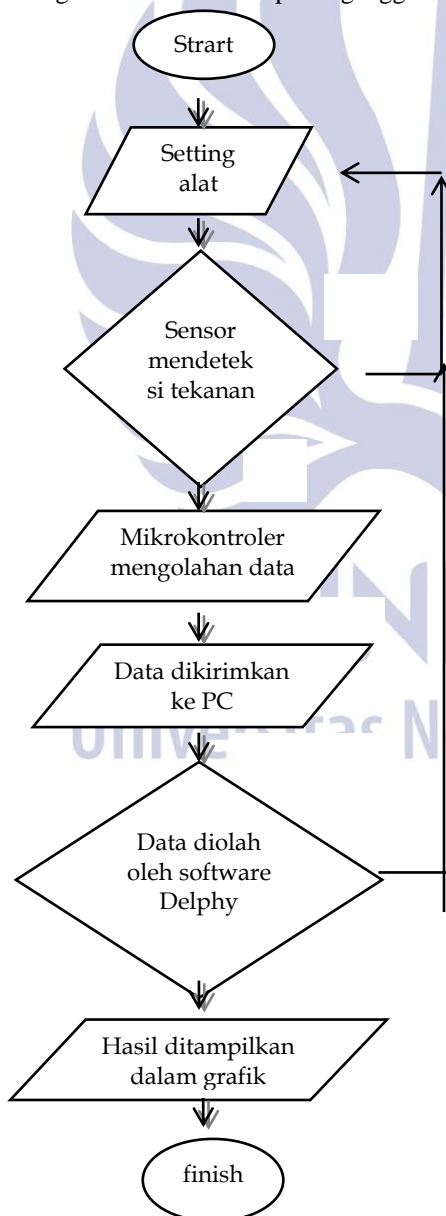 Strart
Setting
alat
Sensor
mendetek
si tekanan
Mikrokontroler
mengolahan data
Data dikirimkan
ke PC
Data diolah
oleh software
Delphy
Hasil ditampilkan
dalam grafik
finish